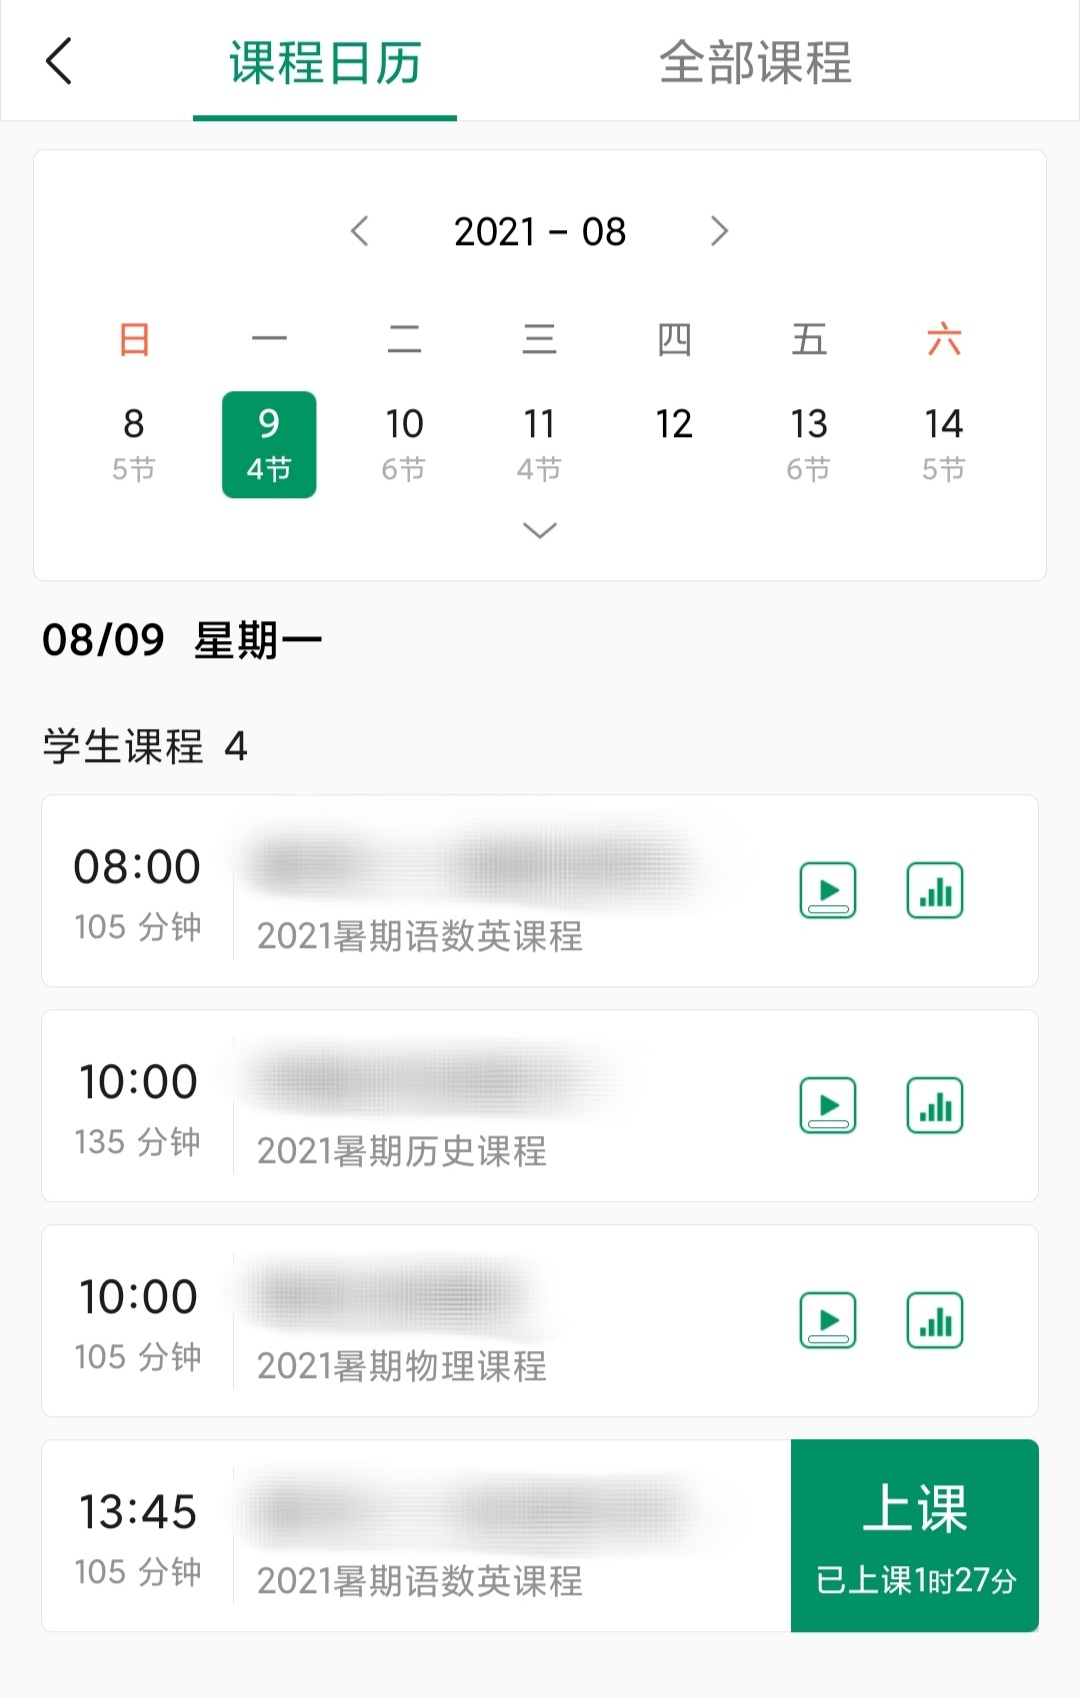 课程日历 全部课程
2021 – 08
日 一 二 三 四 五 六
8 9 10 11 12 13 14
5节 4节 6节 4节 6节 5节
08/09 星期一
学生课程 4
08:00
105 分钟 2021暑期语数英课程
10:00
135 分钟 2021暑期历史课程
10:00
105 分钟 2021暑期物理课程
13:45 上课
105 分钟 2021暑期语数英课程 已上课1时27分